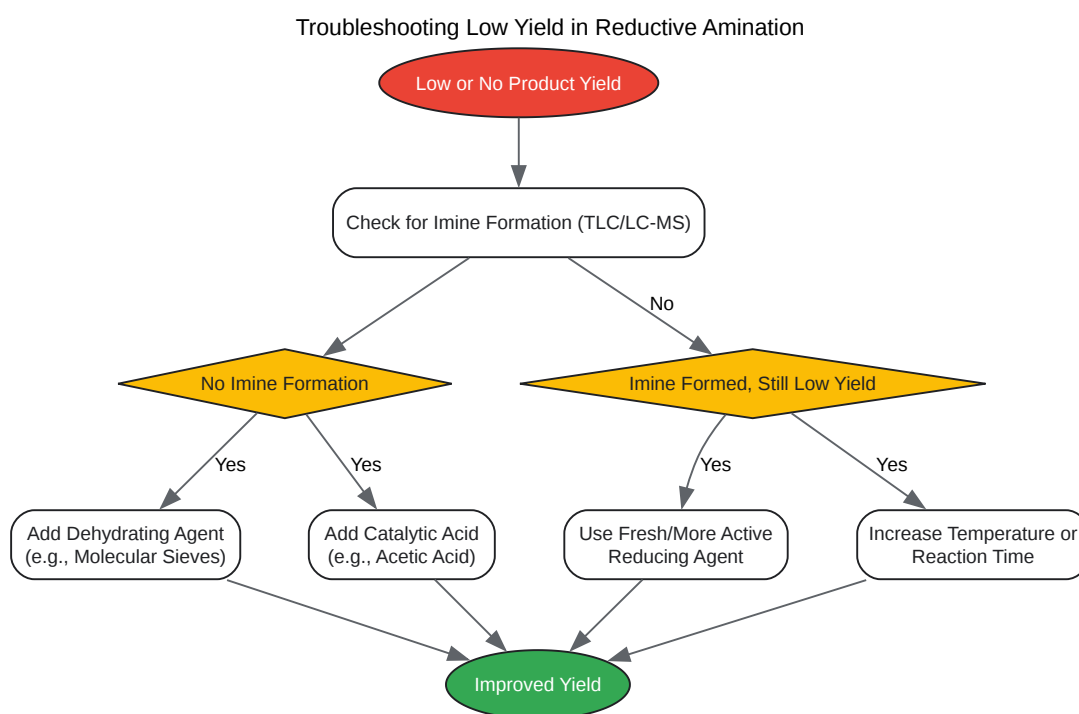 Troubleshooting Low Yield in Reductive Amination
Low or No Product Yield
Check for Imine Formation (TLC/LC-MS)
No
No Imine Formation
Imine Formed, Still Low Yield
Yes
Yes
Yes
Yes
Add Dehydrating Agent
(e.g., Molecular Sieves)
Add Catalytic Acid
(e.g., Acetic Acid)
Use Fresh/More Active
Reducing Agent
Increase Temperature or
Reaction Time
Improved Yield